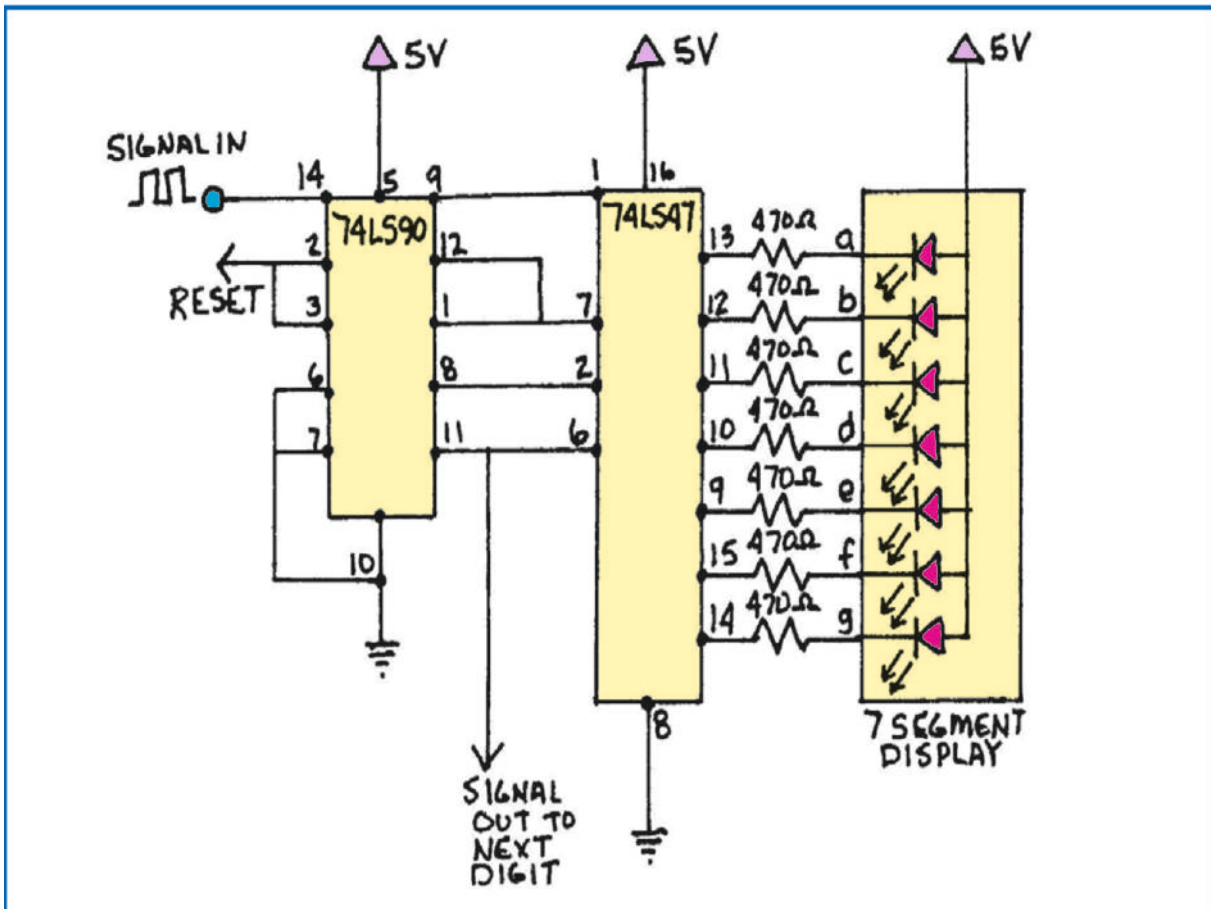 5V
5V
5V
SIGNAL IN
14
5
9
1
16
74LS90
74LS47
2
12
13
470Ω
a
RESET
3
1
7
12
470Ω
b
6
8
2
11
470Ω
c
7
11
6
10
470Ω
d
9
470Ω
e
10
15
470Ω
f
14
470Ω
g
8
7 SEGMENT
DISPLAY
SIGNAL
OUT TO
NEXT
DIGIT